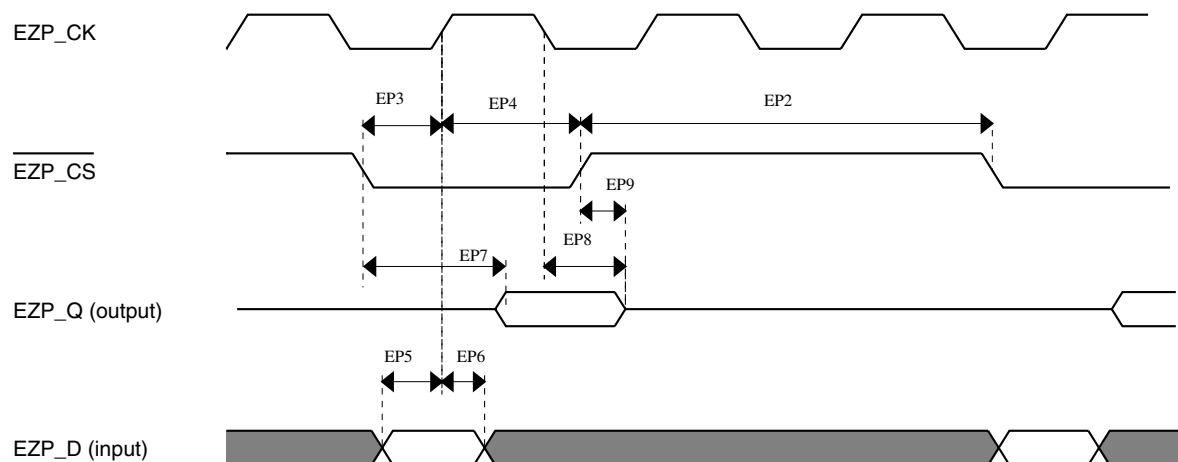 EZP_CK
EP3
EP4
EP2
EZP_CS
EP9
EP8
EP7
EZP_Q (output)
EP5
EP6
EZP_D (input)